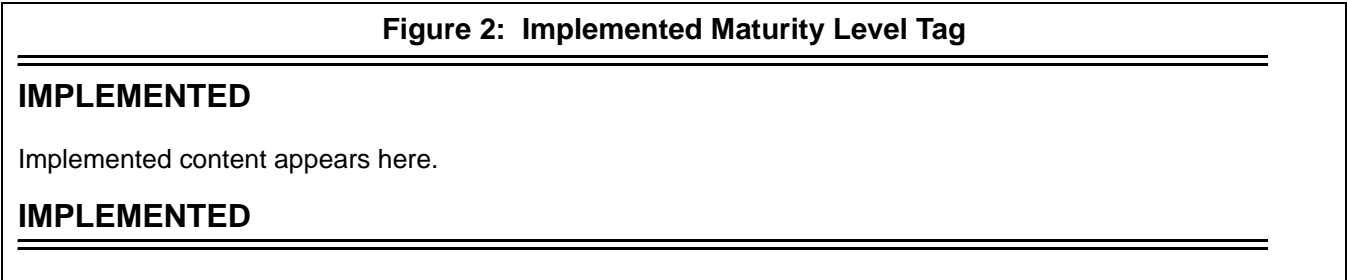 Figure 2: Implemented Maturity Level Tag
IMPLEMENTED
Implemented content appears here.
IMPLEMENTED